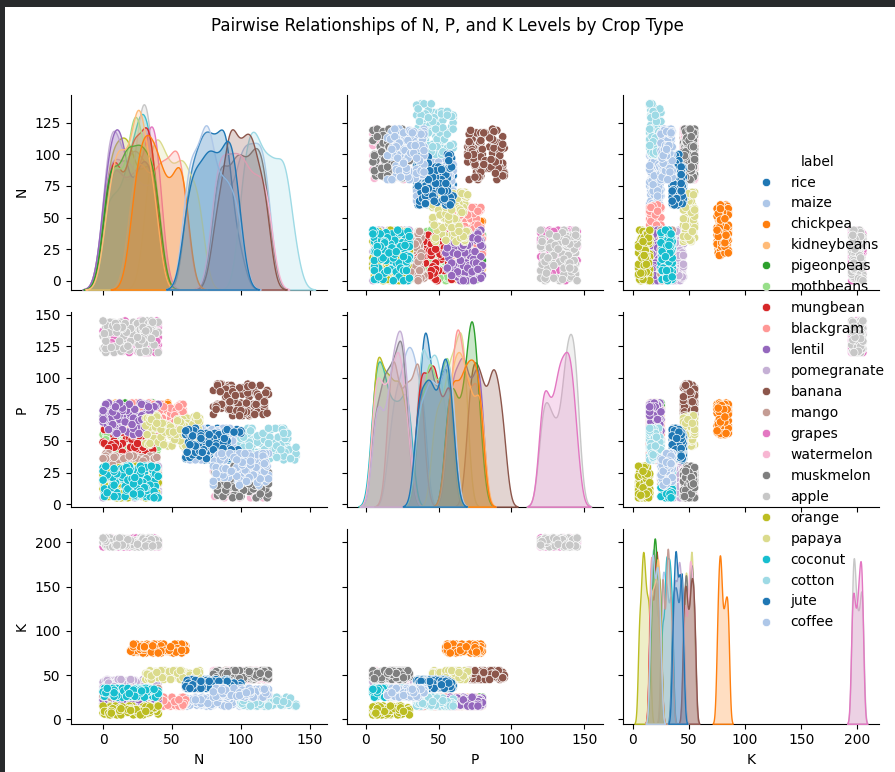 Pairwise Relationships of N, P, and K Levels by Crop Type
125
100
75
50
25
0
N
label
rice
maize
chickpea
kidneybeans
pigeonpeas
mothbeans
mungbean
blackgram
lentil
pomegranate
banana
mango
grapes
watermelon
muskmelon
apple
orange
papaya
coconut
cotton
jute
coffee
150
125
100
75
50
25
0
P
200
150
100
50
0
K
0 50 100 150
N
0 50 100 150
P
0 50 100 150 200
K